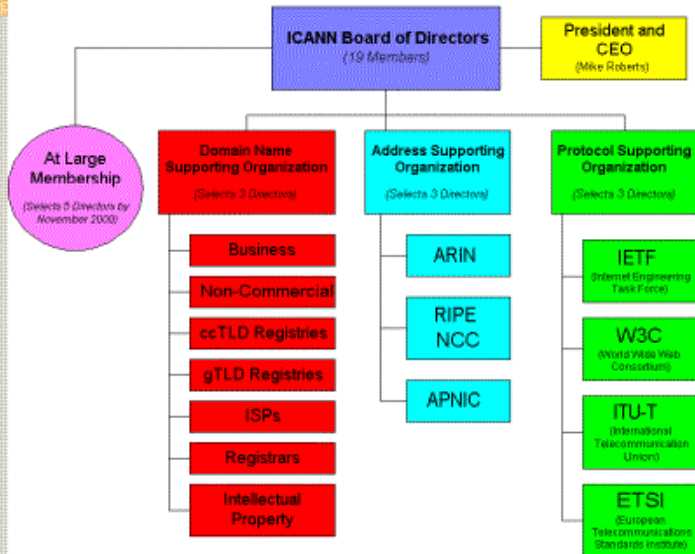 ICANN Board of Directors
(19 Members)
President and
CEO
(Mike Roberts)
At Large
Membership
(Selects 5 Directors by
November 2000)
Domain Name
Supporting Organization
(Selects 3 Directors)
Business
Non-Commercial
ccTLD Registries
gTLD Registries
ISPs
Registrars
Intellectual
Property
Address Supporting
Organization
(Selects 3 Directors)
ARIN
RIPE
NCC
APNIC
Protocol Supporting
Organization
(Selects 3 Directors)
IETF
(Internet Engineering
Task Force)
W3C
(World Wide Web
Consortium)
ITU-T
(International
Telecommunication
Union)
ETSI
(European
Telecommunications
Standards Institute)